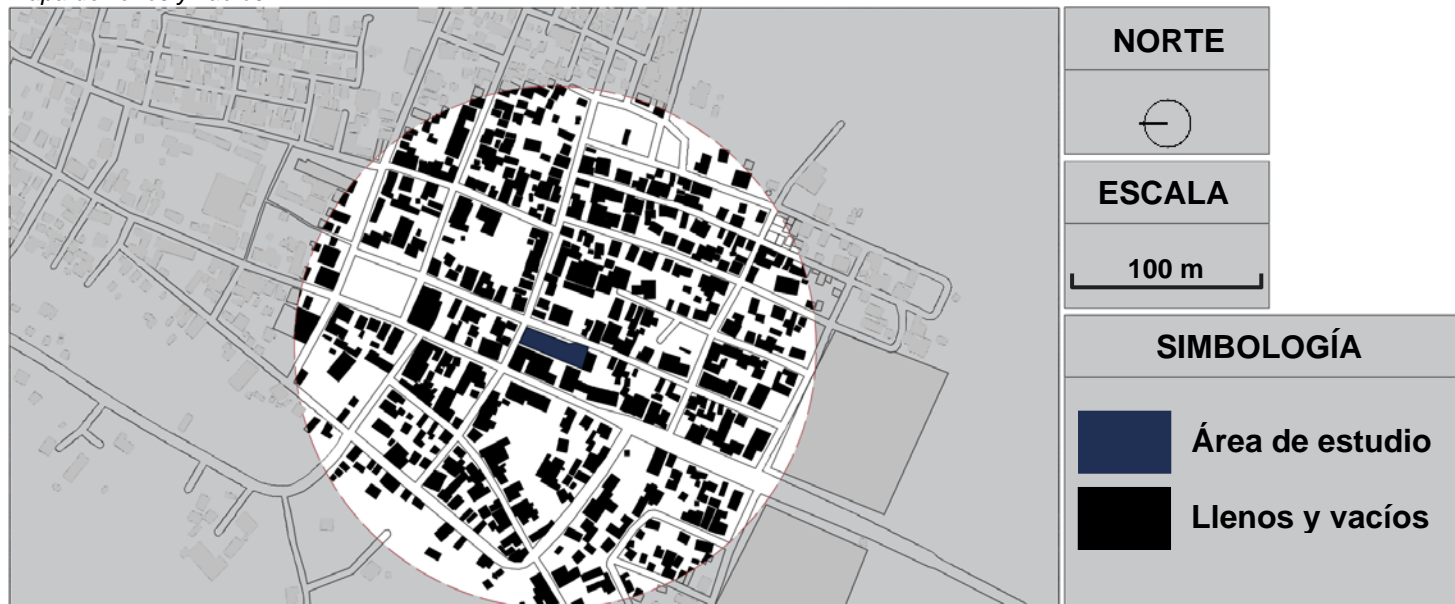 NORTE
ESCALA
100 m
SIMBOLOGÍA
Área de estudio
Llenos y vacíos